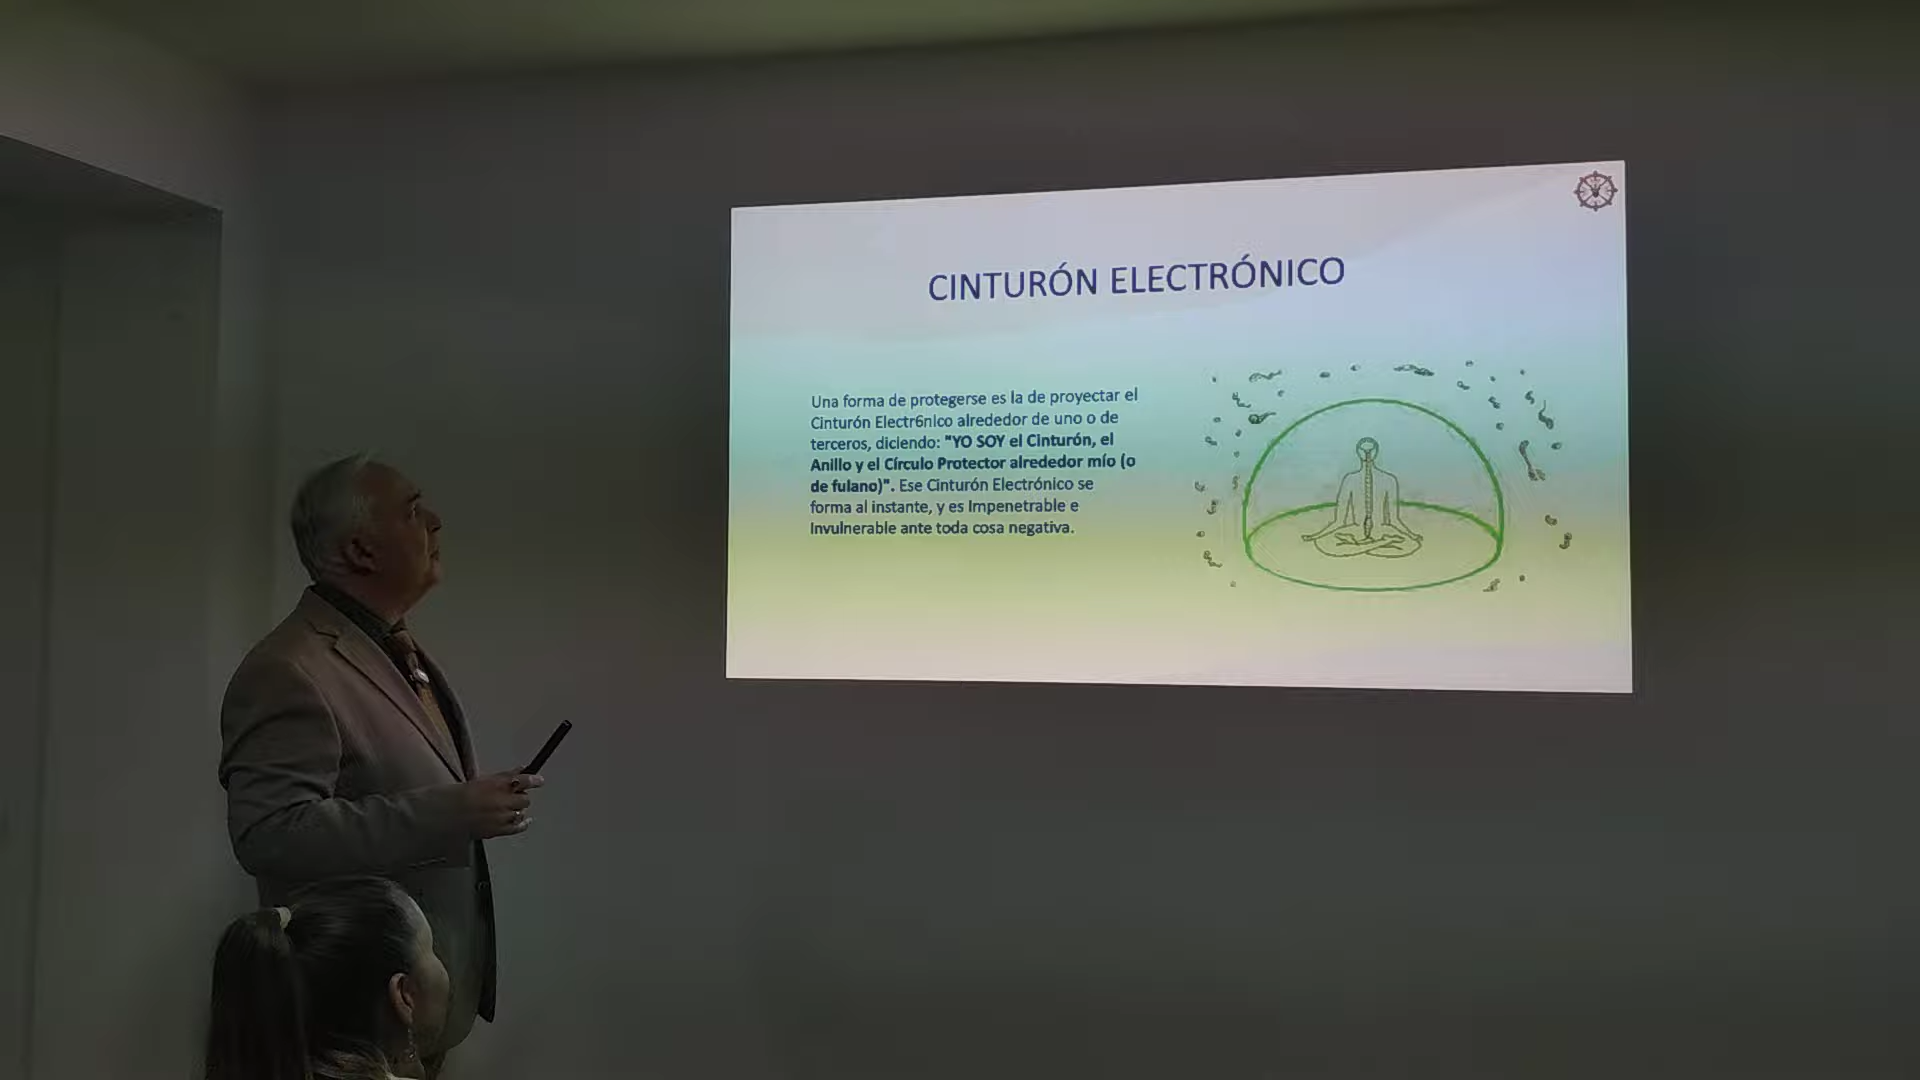 CINTURÓN ELECTRÓNICO
Una forma de protegerse es la de proyectar el
Cinturón Electr6nico alrededor de uno o de
terceros, diciendo: "YO SOY el Cinturón, el
Anillo y el Círculo Protector alrededor mío (o
de fulano)". Ese Cinturón Electrónico se
forma al instante, y es Impenetrable e
Invulnerable ante toda cosa negativa.